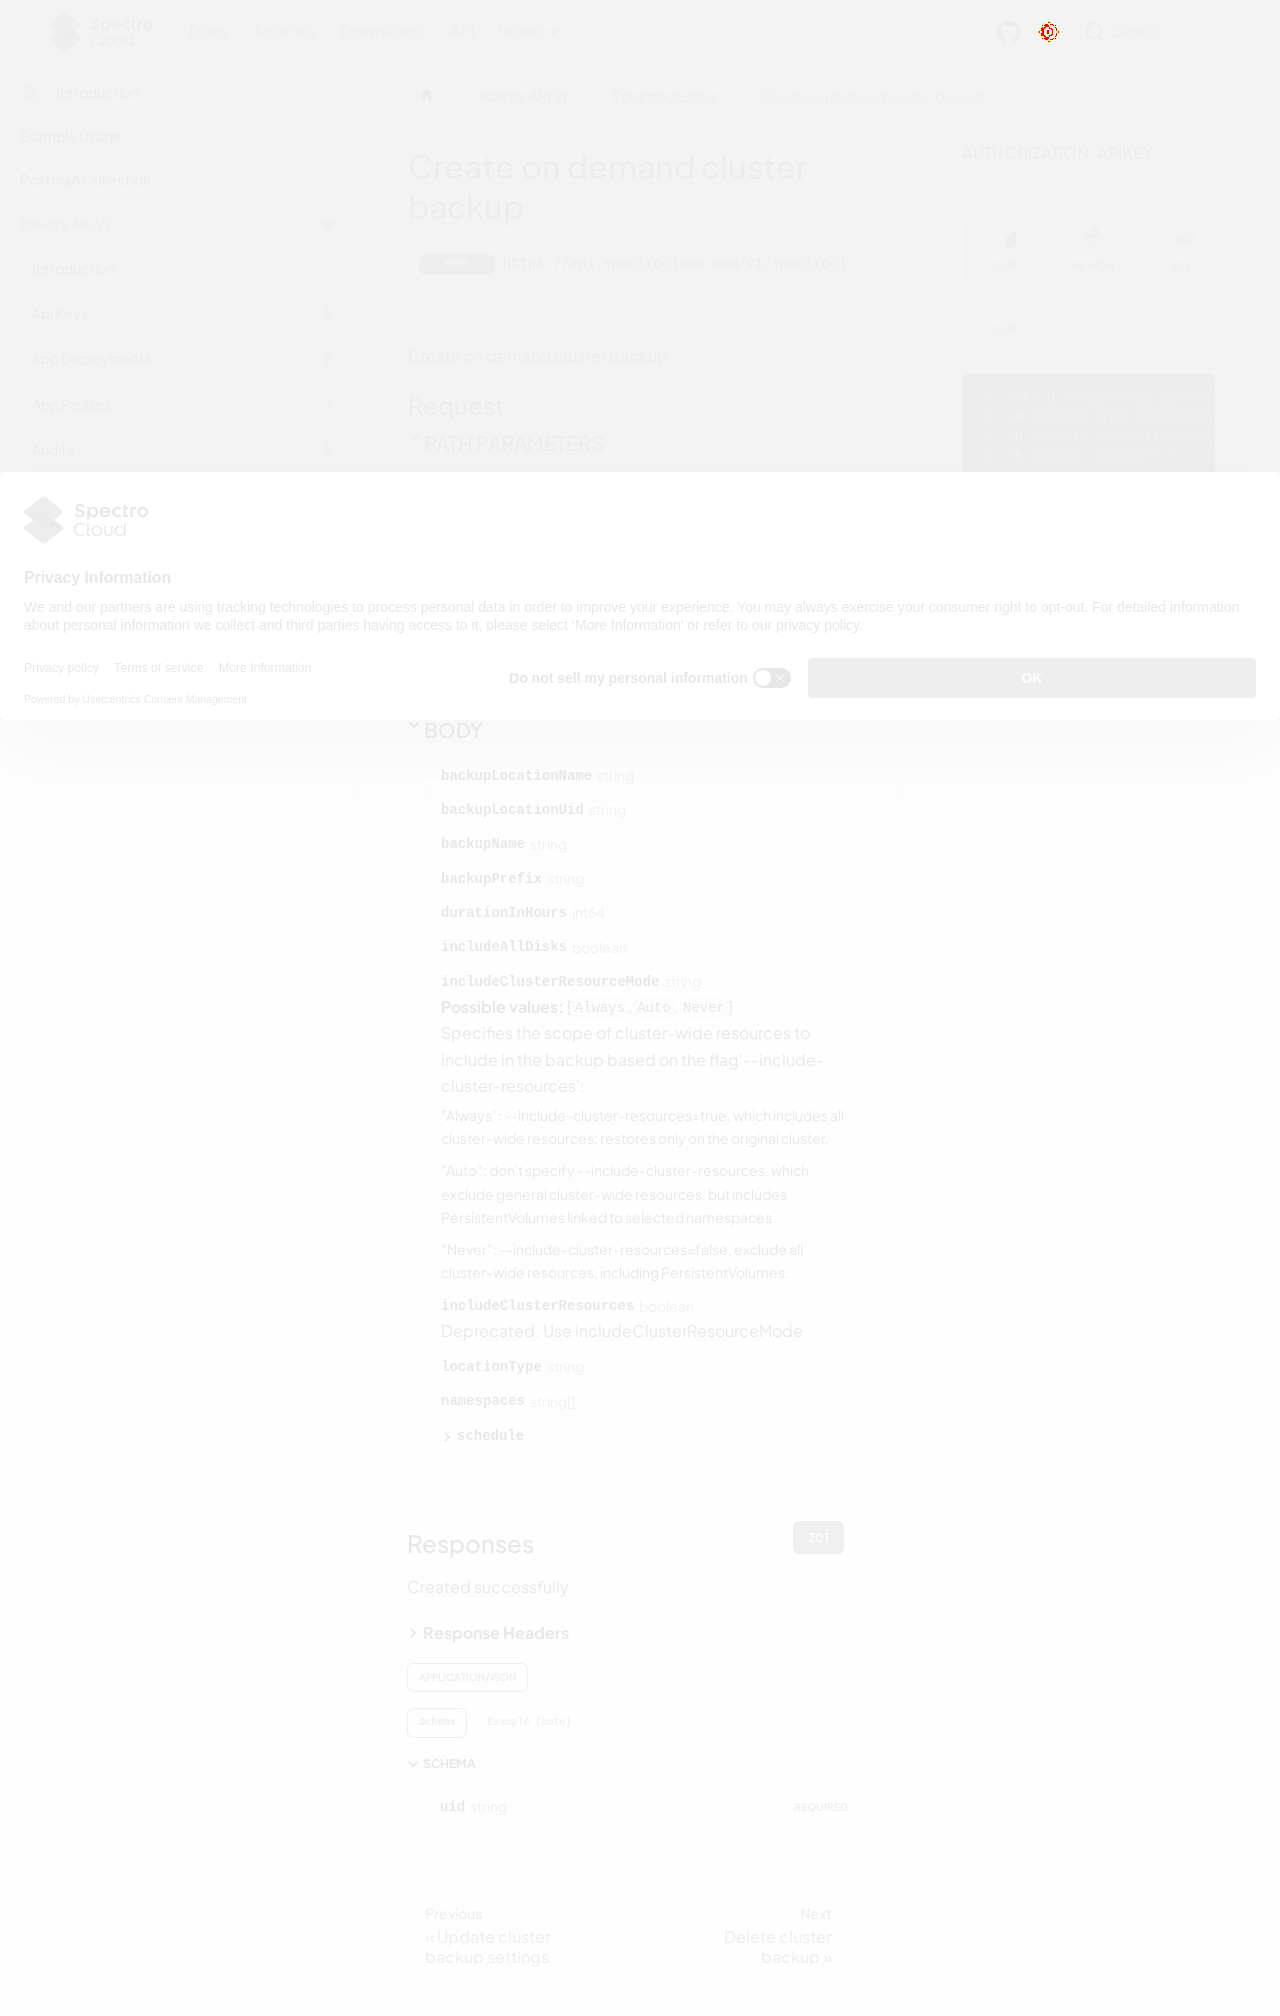 Spectro
Cloud
Docs Tutorials Downloads API latest
Search
Introduction
Example Usage
Postman Collection
Palette API V1
Introduction
Api Keys
App Deployments
App Profiles
Audits
Palette API V1
Spectroclusters
Create on demand cluster backup
Create on demand cluster
backup
POST https://api.spectrocloud.com/v1/spectrocl
Create on demand cluster backup
Request
PATH PARAMETERS
AUTHORIZATION: APIKEY
CURL PYTHON GO
CURL
Spectro
Cloud
Privacy Information
We and our partners are using tracking technologies to process personal data in order to improve your experience. You may always exercise your consumer right to opt-out. For detailed information
about personal information we collect and third parties having access to it, please select 'More Information' or refer to our privacy policy.
Privacy policy Terms of service More Information
Powered by Usercentrics Consent Management
Do not sell my personal information
OK
BODY
backupLocationName string
backupLocationUid string
backupName string
backupPrefix string
durationInHours int64
includeAllDisks boolean
includeClusterResourceMode string
Possible values: [Always, Auto, Never]
Specifies the scope of cluster-wide resources to
include in the backup based on the flag'--include-
cluster-resources':
"Always": --include-cluster-resources=true, which includes all
cluster-wide resources; restores only on the original cluster.
"Auto": don't specify --include-cluster-resources, which
exclude general cluster-wide resources. but includes
PersistentVolumes linked to selected namespaces.
"Never": --include-cluster-resources=false, exclude all
cluster-wide resources, including PersistentVolumes.
includeClusterResources boolean
Deprecated. Use includeClusterResourceMode
locationType string
namespaces string[]
schedule
Responses
201
Created successfully
Response Headers
APPLICATION/JSON
Schema Example (auto)
SCHEMA
uid string REQUIRED
Previous
« Update cluster
backup settings
Next
Delete cluster
backup »